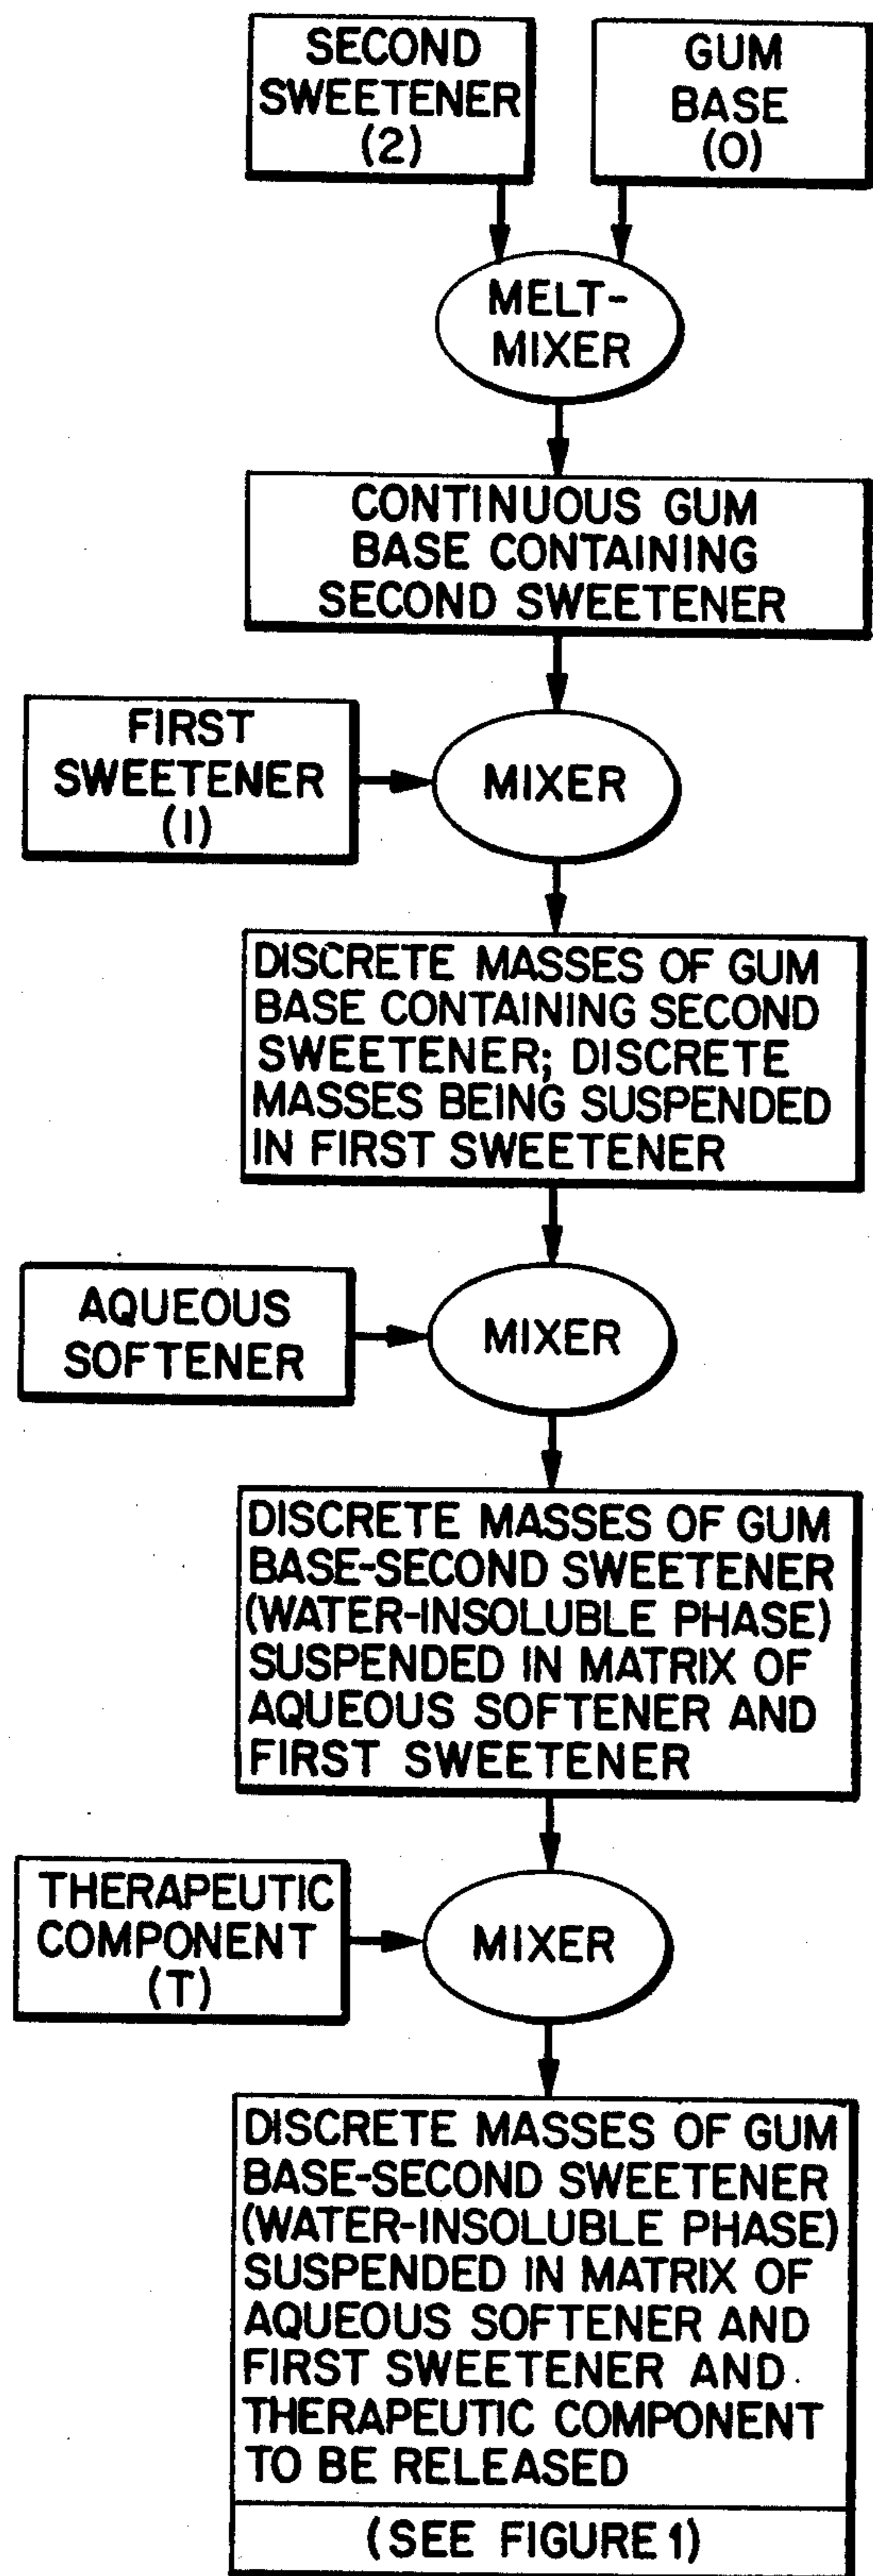 SECOND
SWEETENER
(2)
GUM
BASE
(0)
MELT-
MIXER
CONTINUOUS GUM
BASE CONTAINING
SECOND SWEETENER
FIRST
SWEETENER
(1)
MIXER
DISCRETE MASSES OF GUM
BASE CONTAINING SECOND
SWEETENER; DISCRETE
MASSES BEING SUSPENDED
IN FIRST SWEETENER
AQUEOUS
SOFTENER
MIXER
DISCRETE MASSES OF GUM
BASE-SECOND SWEETENER
(WATER-INSOLUBLE PHASE)
SUSPENDED IN MATRIX OF
AQUEOUS SOFTENER AND
FIRST SWEETENER
THERAPEUTIC
COMPONENT
(T)
MIXER
DISCRETE MASSES OF GUM
BASE-SECOND SWEETENER
(WATER-INSOLUBLE PHASE)
SUSPENDED IN MATRIX OF
AQUEOUS SOFTENER AND
FIRST SWEETENER AND
THERAPEUTIC COMPONENT
TO BE RELEASED
(SEE FIGURE 1)